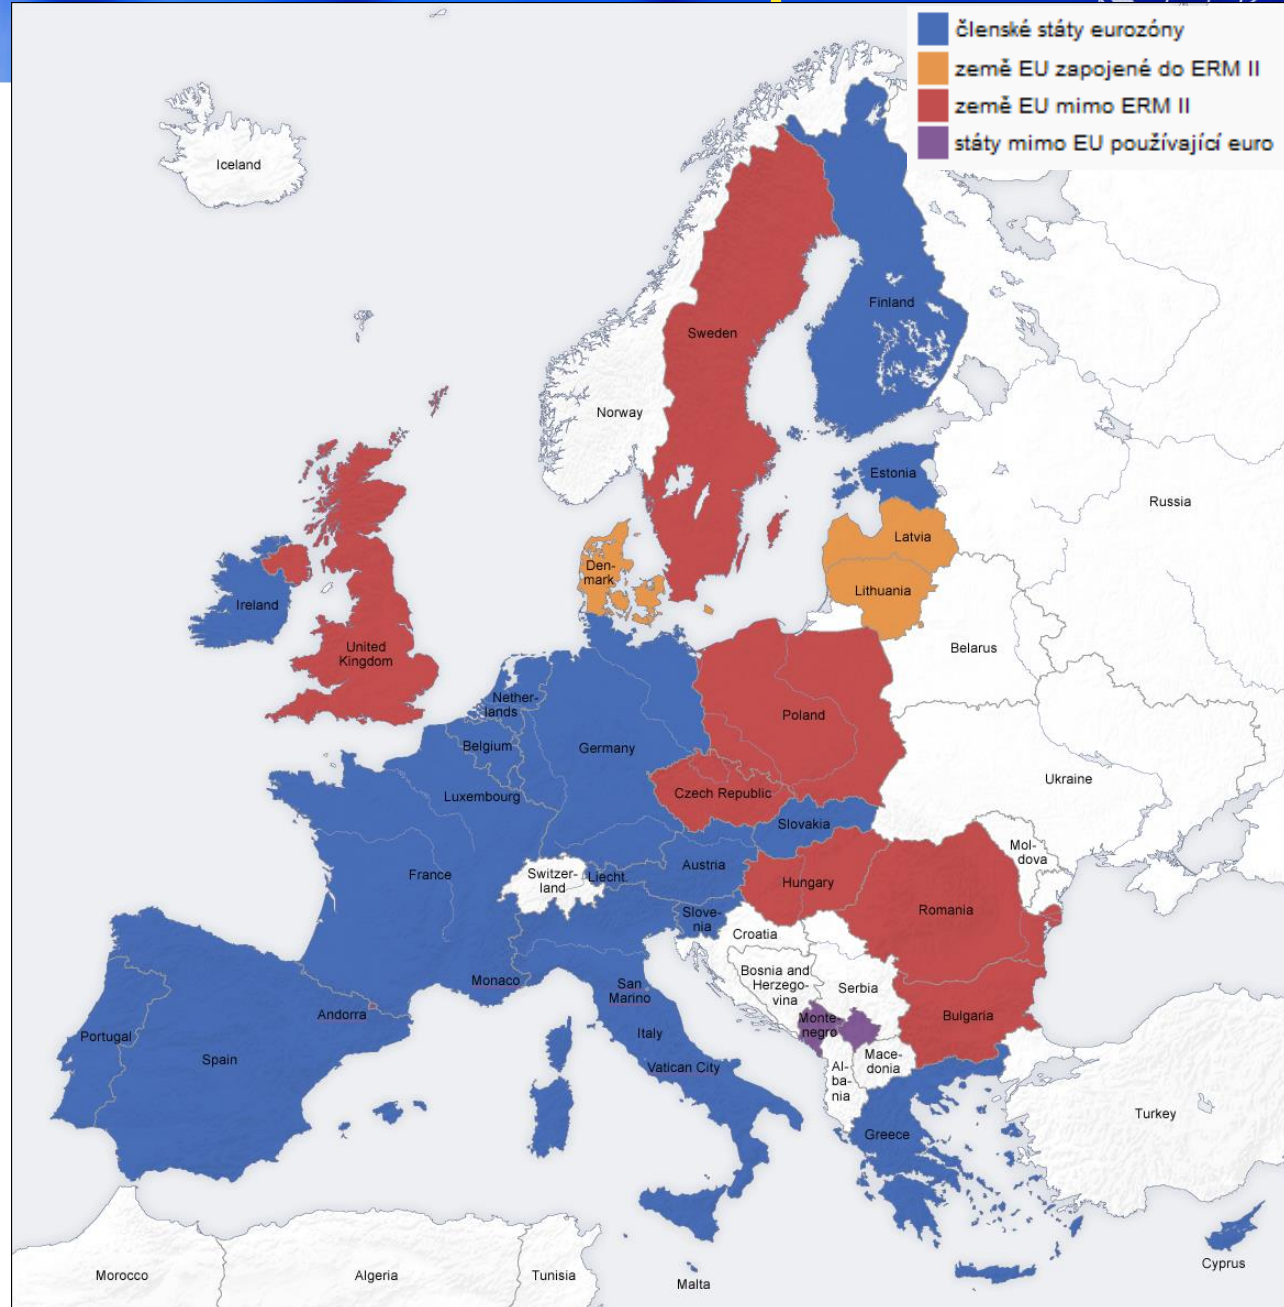 členské státy eurozóny
země EU zapojené do ERM II
země EU mimo ERM II
státy mimo EU používající euro
Iceland
Finland
Sweden
Norway
Estonia
Russia
Latvia
Den-
mark
Lithuania
Ireland
United
Kingdom
Belarus
Nether-
lands
Poland
Belgium
Germany
Ukraine
Luxembourg
Czech Republic
Slovakia
Mol-
dova
Austria
France
Switzer-
land
Liecht.
Hungary
Romania
Slove-
nia
Croatia
Bosnia and
Herzego-
vina
Serbia
Monaco
San
Marino
Andorra
Monte-
negro
Bulgaria
Portugal
Spain
Italy
Vatican City
Mace-
donia
Al-
ba-
nia
Turkey
Greece
Cyprus
Morocco
Algeria
Tunisia
Malta